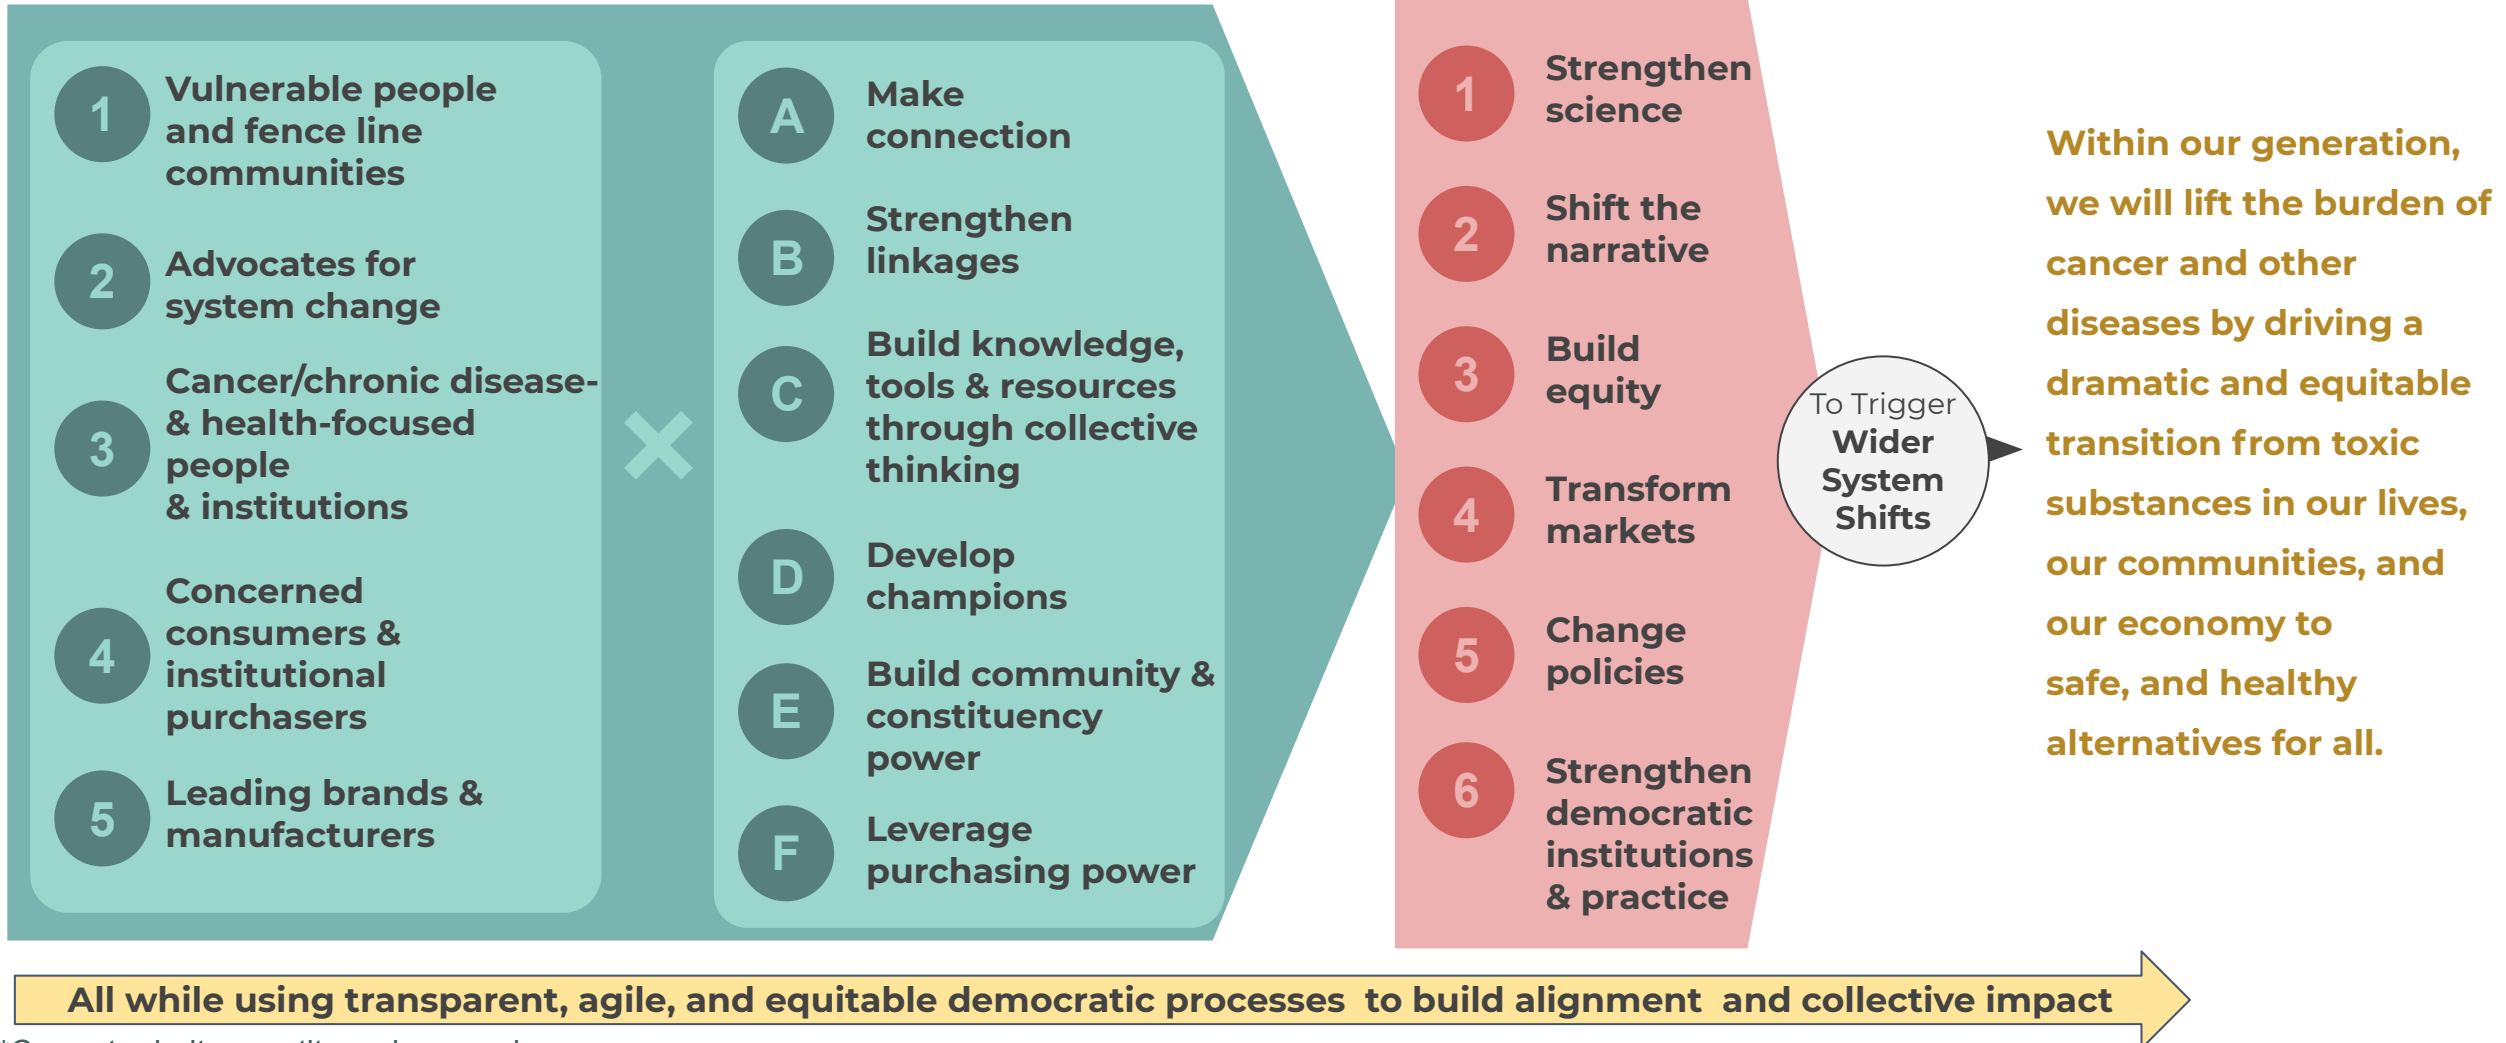 1
Vulnerable people
and fence line
communities
2
Advocates for
system change
3
Cancer/chronic disease-
& health-focused
people
& institutions
4
Concerned
consumers &
institutional
purchasers
5
Leading brands &
manufacturers
A
Make
connection
B
Strengthen
linkages
C
Build knowledge,
tools & resources
through collective
thinking
D
Develop
champions
E
Build community &
constituency
power
F
Leverage
purchasing power
1
Strengthen
science
2
Shift the
narrative
3
Build
equity
4
Transform
markets
5
Change
policies
6
Strengthen
democratic
institutions
& practice
To Trigger
Wider
System
Shifts
Within our generation,
we will lift the burden of
cancer and other
diseases by driving a
dramatic and equitable
transition from toxic
substances in our lives,
our communities, and
our economy to
safe, and healthy
alternatives for all.
All while using transparent, agile, and equitable democratic processes to build alignment and collective impact